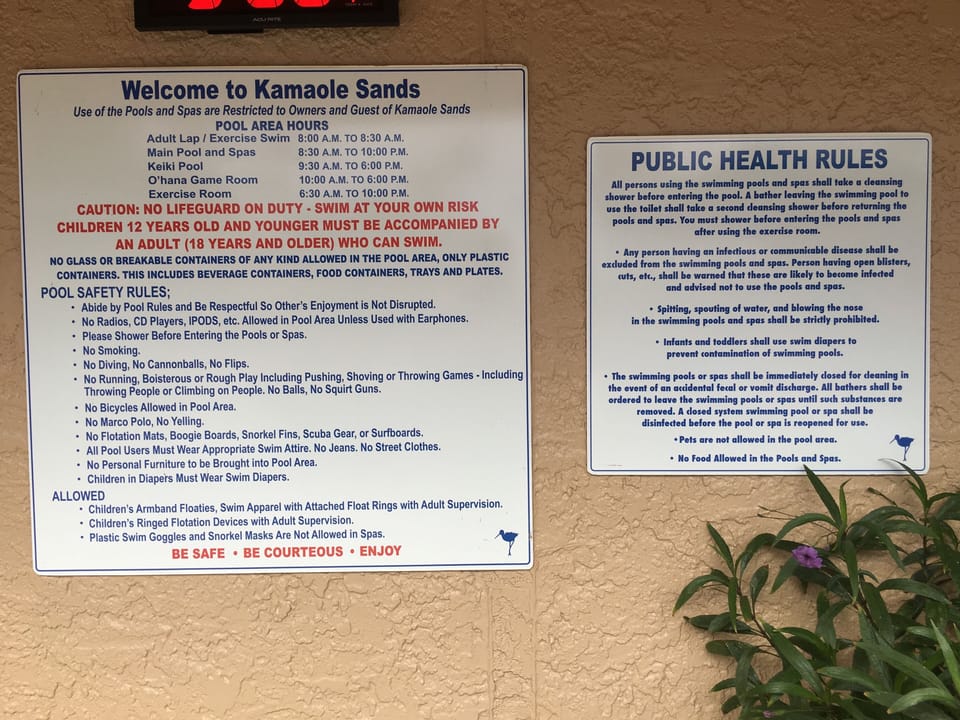 ACU RITE
Welcome to Kamaole Sands
Use of the Pools and Spas are Restricted to Owners and Guest of Kamaole Sands
POOL AREA HOURS
Adult Lap / Exercise Swim 8:00 A.M. TO 8:30 A.M.
Main Pool and Spas 8:30 A.M. TO 10:00 P.M.
Keiki Pool 9:30 A.M. TO 6:00 P.M.
O'hana Game Room 10:00 A.M. TO 6:00 P.M.
Exercise Room 6:30 A.M. TO 10:00 P.M.
CAUTION: NO LIFEGUARD ON DUTY - SWIM AT YOUR OWN RISK
CHILDREN 12 YEARS OLD AND YOUNGER MUST BE ACCOMPANIED BY
AN ADULT (18 YEARS AND OLDER) WHO CAN SWIM.
NO GLASS OR BREAKABLE CONTAINERS OF ANY KIND ALLOWED IN THE POOL AREA, ONLY PLASTIC
CONTAINERS. THIS INCLUDES BEVERAGE CONTAINERS, FOOD CONTAINERS, TRAYS AND PLATES.
POOL SAFETY RULES;
• Abide by Pool Rules and Be Respectful So Other's Enjoyment is Not Disrupted.
• No Radios, CD Players, IPODS, etc. Allowed in Pool Area Unless Used with Earphones.
• Please Shower Before Entering the Pools or Spas.
• No Smoking.
• No Diving, No Cannonballs, No Flips.
• No Running, Boisterous or Rough Play Including Pushing, Shoving or Throwing Games - Including
Throwing People or Climbing on People. No Balls, No Squirt Guns.
• No Bicycles Allowed in Pool Area.
• No Marco Polo, No Yelling.
• No Flotation Mats, Boogie Boards, Snorkel Fins, Scuba Gear, or Surfboards.
• All Pool Users Must Wear Appropriate Swim Attire. No Jeans. No Street Clothes.
• No Personal Furniture to be Brought into Pool Area.
• Children in Diapers Must Wear Swim Diapers.
ALLOWED
• Children's Armband Floaties, Swim Apparel with Attached Float Rings with Adult Supervision.
• Children's Ringed Flotation Devices with Adult Supervision.
• Plastic Swim Goggles and Snorkel Masks Are Not Allowed in Spas.
BE SAFE • BE COURTEOUS • ENJOY
PUBLIC HEALTH RULES
All persons using the swimming pools and spas shall take a cleansing
shower before entering the pool. A bather leaving the swimming pool to
use the toilet shall take a second cleansing shower before returning the
pools and spas. You must shower before entering the pools and spas
after using the exercise room.
• Any person having an infectious or communicable disease shall be
excluded from the swimming pools and spas. Person having open blisters,
cuts, etc., shall be warned that these are likely to become infected
and advised not to use the pools and spas.
• Spitting, spouting of water, and blowing the nose
in the swimming pools and spas shall be strictly prohibited.
• Infants and toddlers shall use swim diapers to
prevent contamination of swimming pools.
• The swimming pools or spas shall be immediately closed for cleaning in
the event of an accidental fecal or vomit discharge. All bathers shall be
ordered to leave the swimming pools or spas until such substances are
removed. A closed system swimming pool or spa shall be
disinfected before the pool or spa is reopened for use.
• Pets are not allowed in the pool area.
• No Food Allowed in the Pools and Spas.